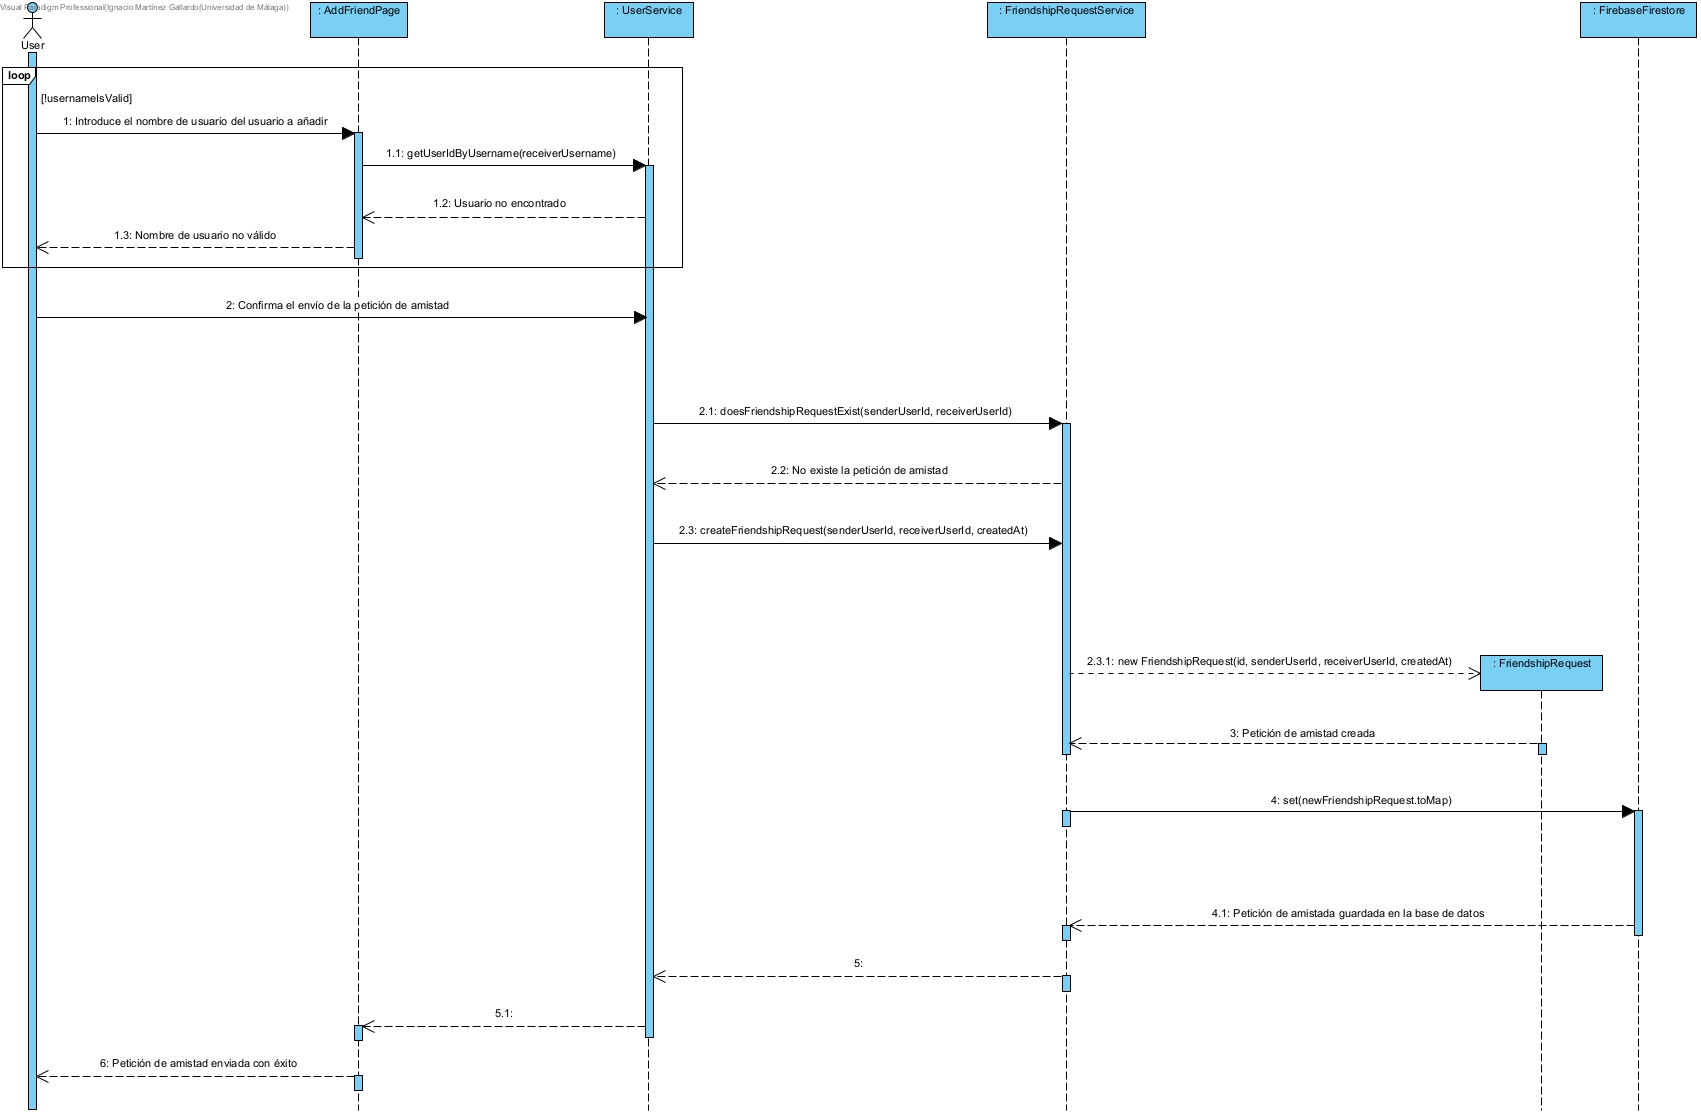 Visual Paradigm Professional(Ignacio Martínez Gallardo(Universidad de Málaga))
User
: AddFriendPage
: UserService
: FriendshipRequestService
: FirebaseFirestore
loop
[!usernameIsValid]
1: Introduce el nombre de usuario del usuario a añadir
1.1: getUserIdByUsername(receiverUsername)
1.2: Usuario no encontrado
1.3: Nombre de usuario no válido
2: Confirma el envío de la petición de amistad
2.1: doesFriendshipRequestExist(senderUserId, receiverUserId)
2.2: No existe la petición de amistad
2.3: createFriendshipRequest(senderUserId, receiverUserId, createdAt)
2.3.1: new FriendshipRequest(id, senderUserId, receiverUserId, createdAt)
: FriendshipRequest
3: Petición de amistad creada
4: set(newFriendshipRequest.toMap)
4.1: Petición de amistada guardada en la base de datos
5:
5.1:
6: Petición de amistad enviada con éxito